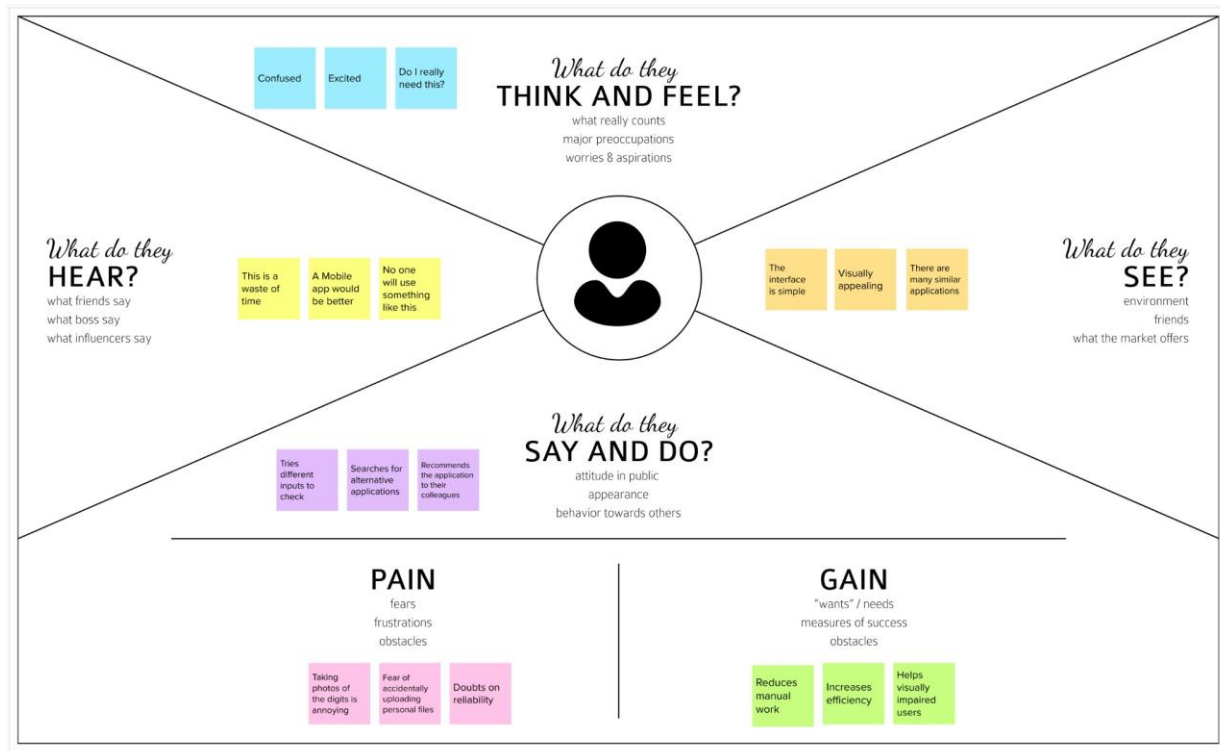 Confused
Excited
Do I really
need this?
What do they
THINK AND FEEL?
what really counts
major preoccupations
worries & aspirations
What do they
HEAR?
what friends say
what boss say
what influencers say
This is a
waste of
time
A Mobile
app would
be better
No one
will use
something
like this
The
interface
is simple
Visually
appealing
There are
many similar
applications
What do they
SEE?
environment
friends
what the market offers
What do they
SAY AND DO?
attitude in public
appearance
behavior towards others
Tries
different
inputs to
check
Searches for
alternative
applications
Recommends
the application
to their
colleagues
PAIN
fears
frustrations
obstacles
Taking
photos of
the digits is
annoying
Fear of
accidentally
uploading
personal files
Doubts on
reliability
GAIN
"wants" / needs
measures of success
obstacles
Reduces
manual
work
Increases
efficiency
Helps
visually
impaired
users